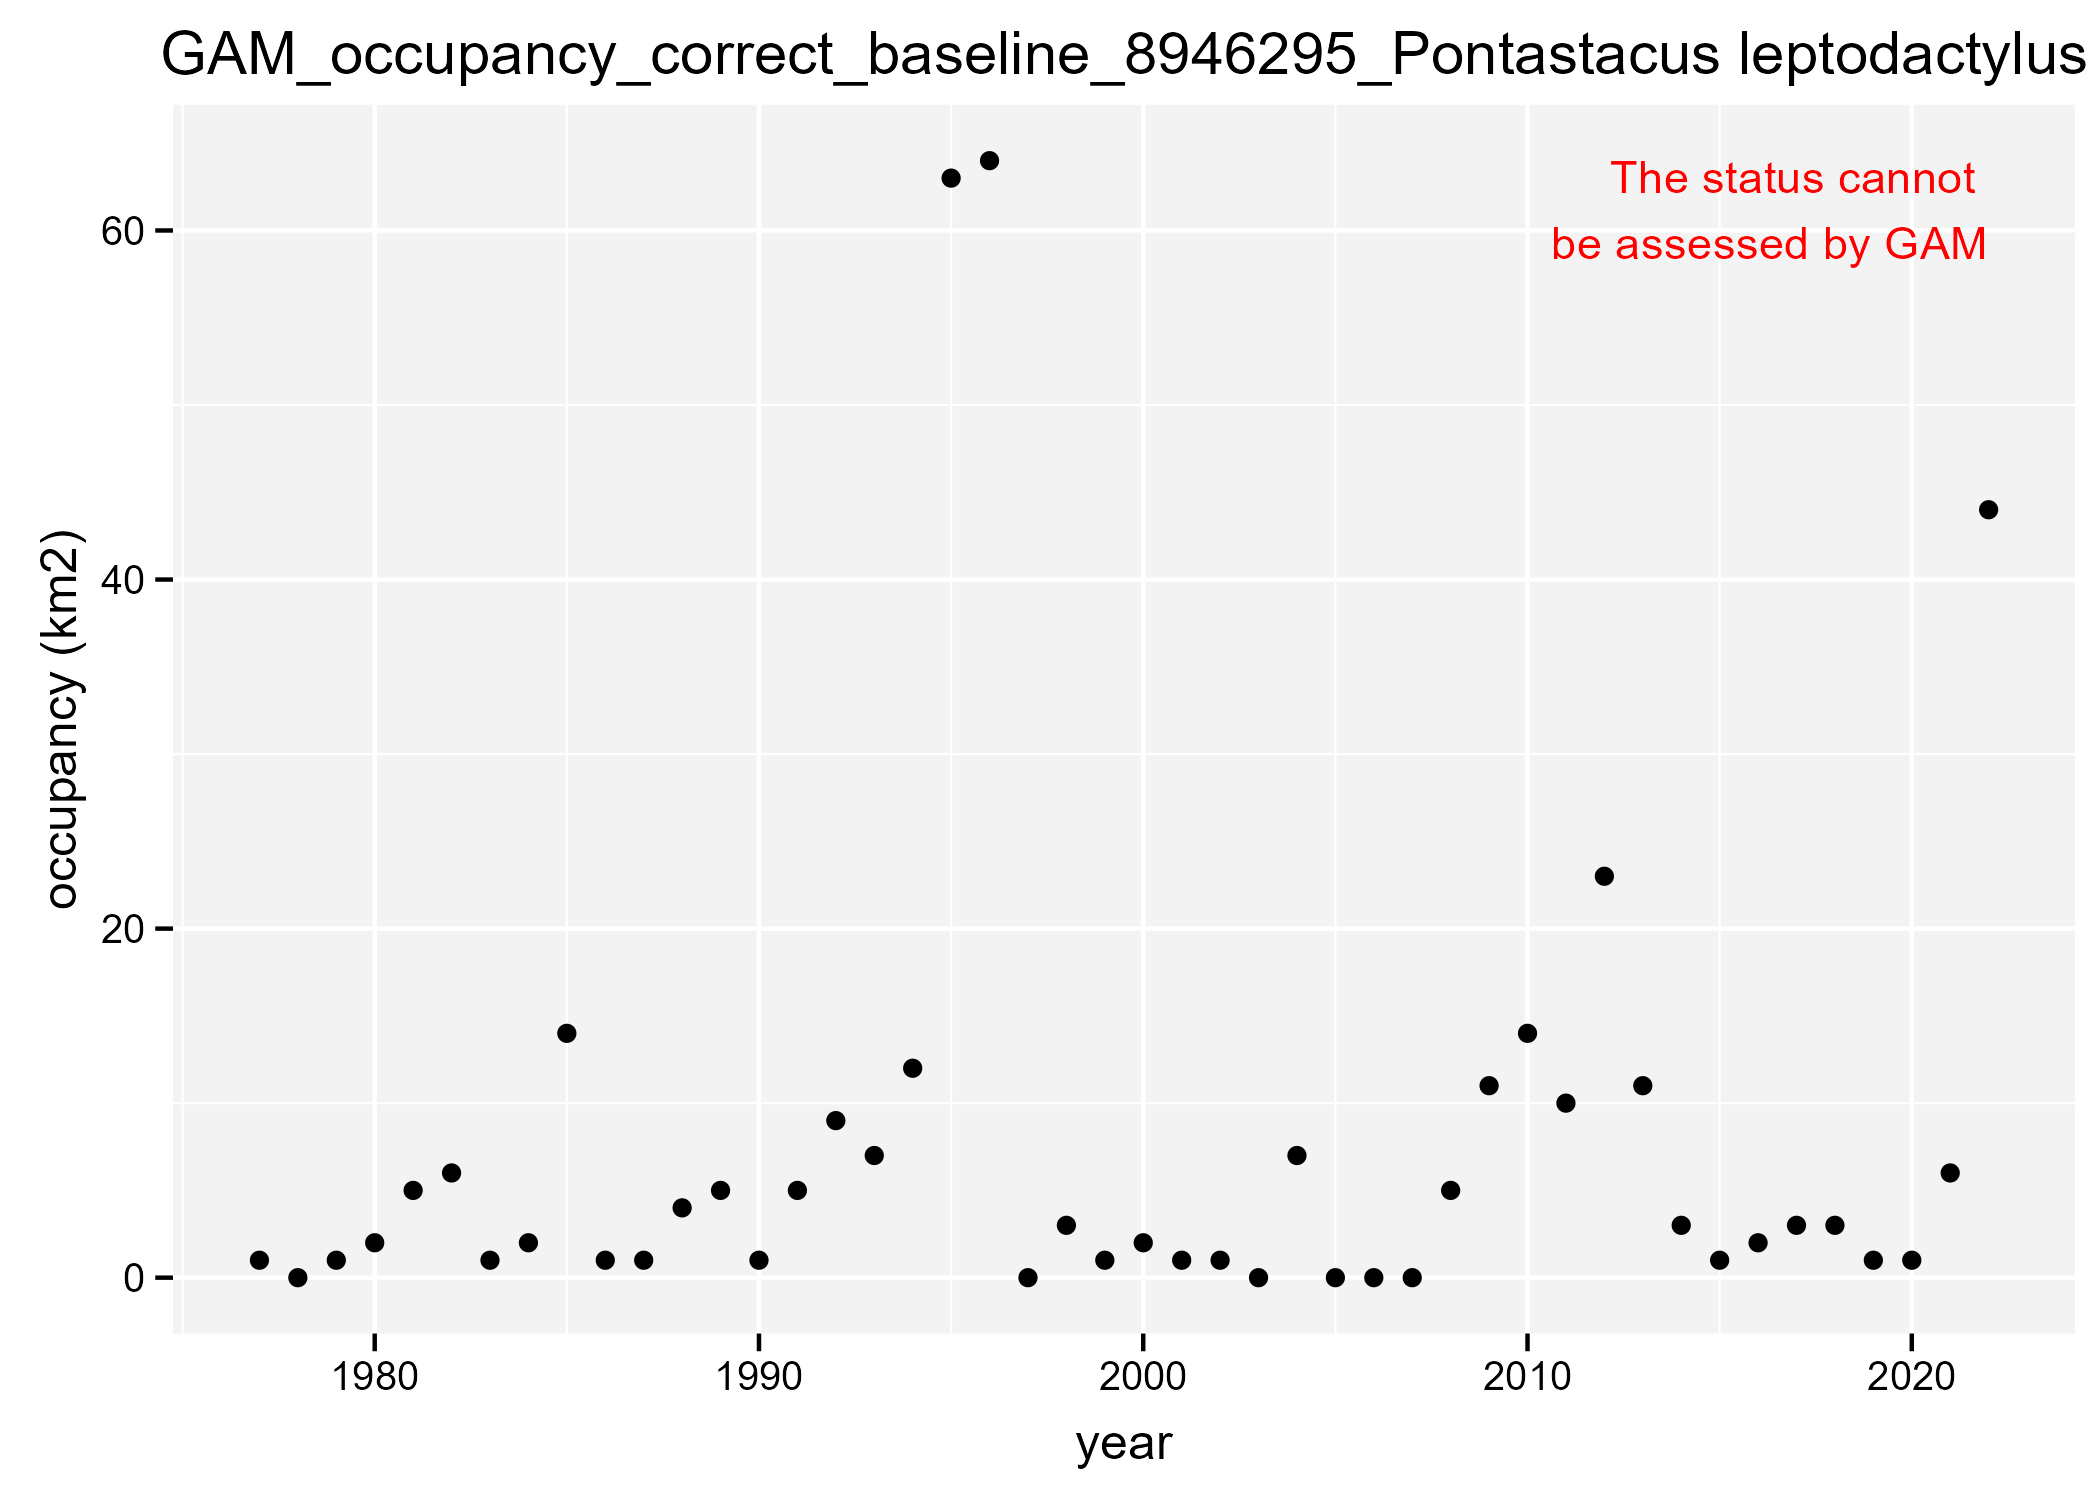 GAM_occupancy_correct_baseline_8946295_Pontastacus leptodactylus
The status cannot
be assessed by GAM
60
40
20
0
occupancy (km2)
1980 1990 2000 2010 2020
year